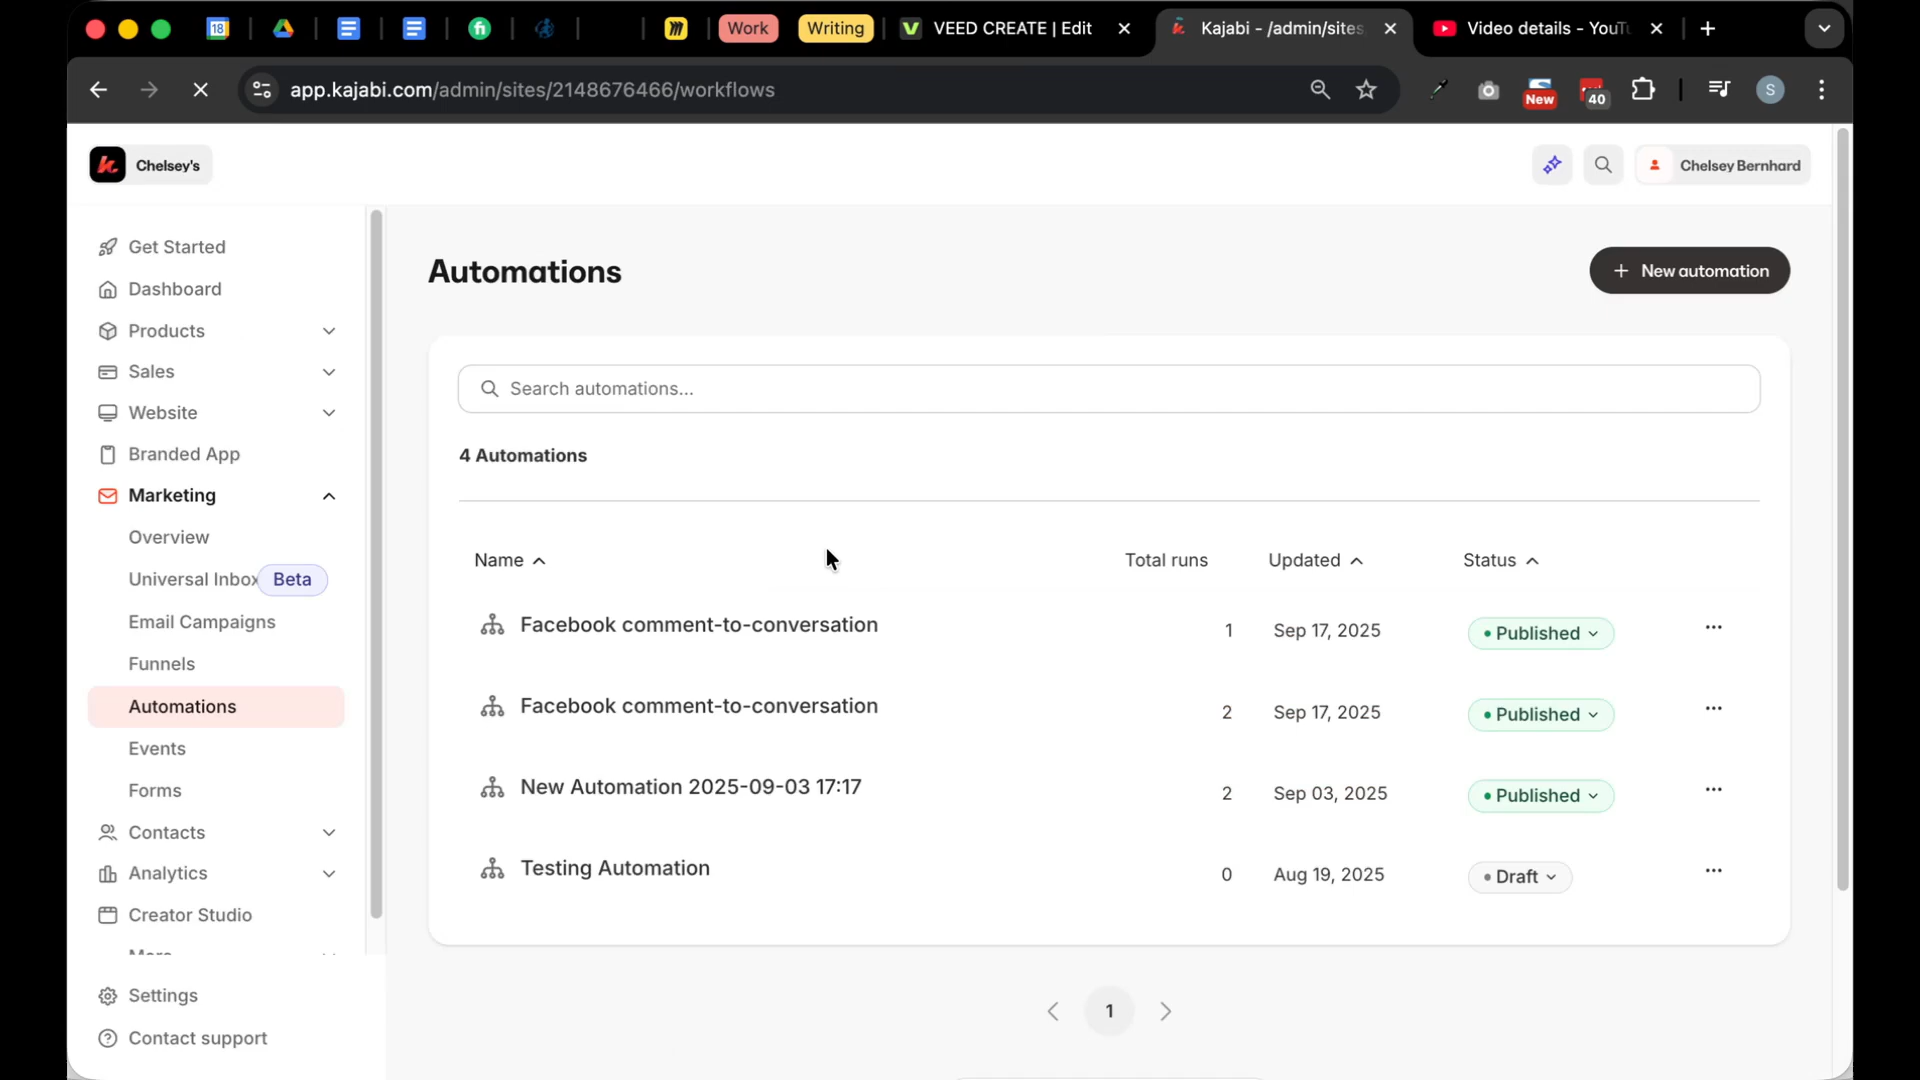 18
Work
Writing
VEED CREATE | Edit
Kajabi - /admin/sites
Video details - YouTu
app.kajabi.com/admin/sites/2148676466/workflows
New
40
S
Chelsey's
Chelsey Bernhard
Get Started
Dashboard
Products
Sales
Website
Branded App
Marketing
Overview
Universal Inbox Beta
Email Campaigns
Funnels
Automations
Events
Forms
Contacts
Analytics
Creator Studio
More
Settings
Contact support
Automations
+ New automation
Search automations...
4 Automations
Name Total runs Updated Status
Facebook comment-to-conversation 1 Sep 17, 2025 • Published
Facebook comment-to-conversation 2 Sep 17, 2025 • Published
New Automation 2025-09-03 17:17 2 Sep 03, 2025 • Published
Testing Automation 0 Aug 19, 2025 • Draft
1